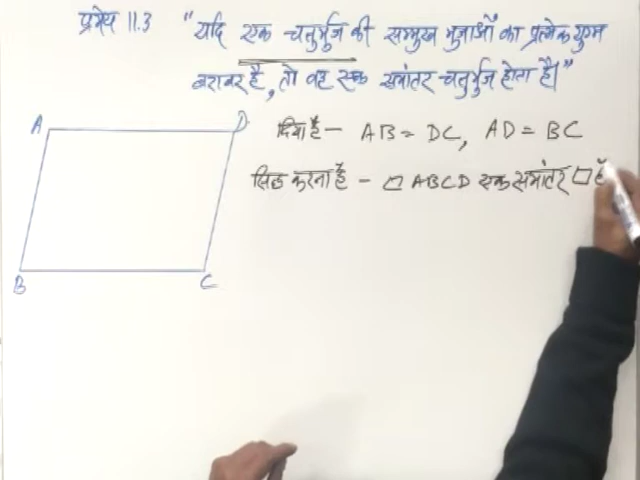 प्रमेय 11.3 "यदि एक चतुर्भुज की सम्मुख भुजाओं का प्रत्येक युग्म
बराबर है, तो वह एक समांतर-चतुर्भुज होता है।"
A D
दिया है - AB = DC, AD = BC
सिद्ध करना है - □ ABCD एक समांतर □ है
B C